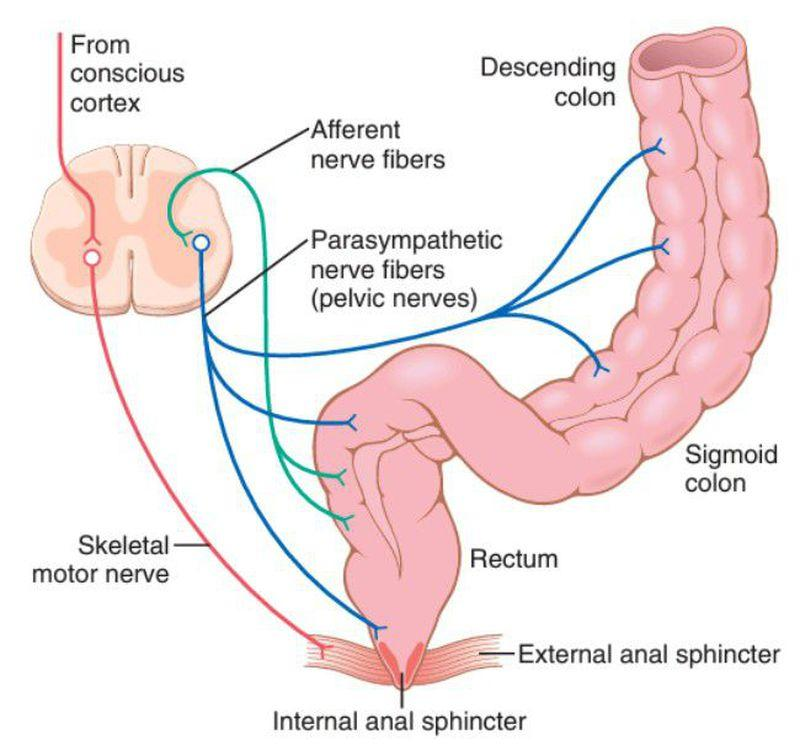 From
conscious
cortex
Descending
colon
Afferent
nerve fibers
Parasympathetic
nerve fibers
(pelvic nerves)
Sigmoid
colon
Skeletal
motor nerve
Rectum
External anal sphincter
Internal anal sphincter